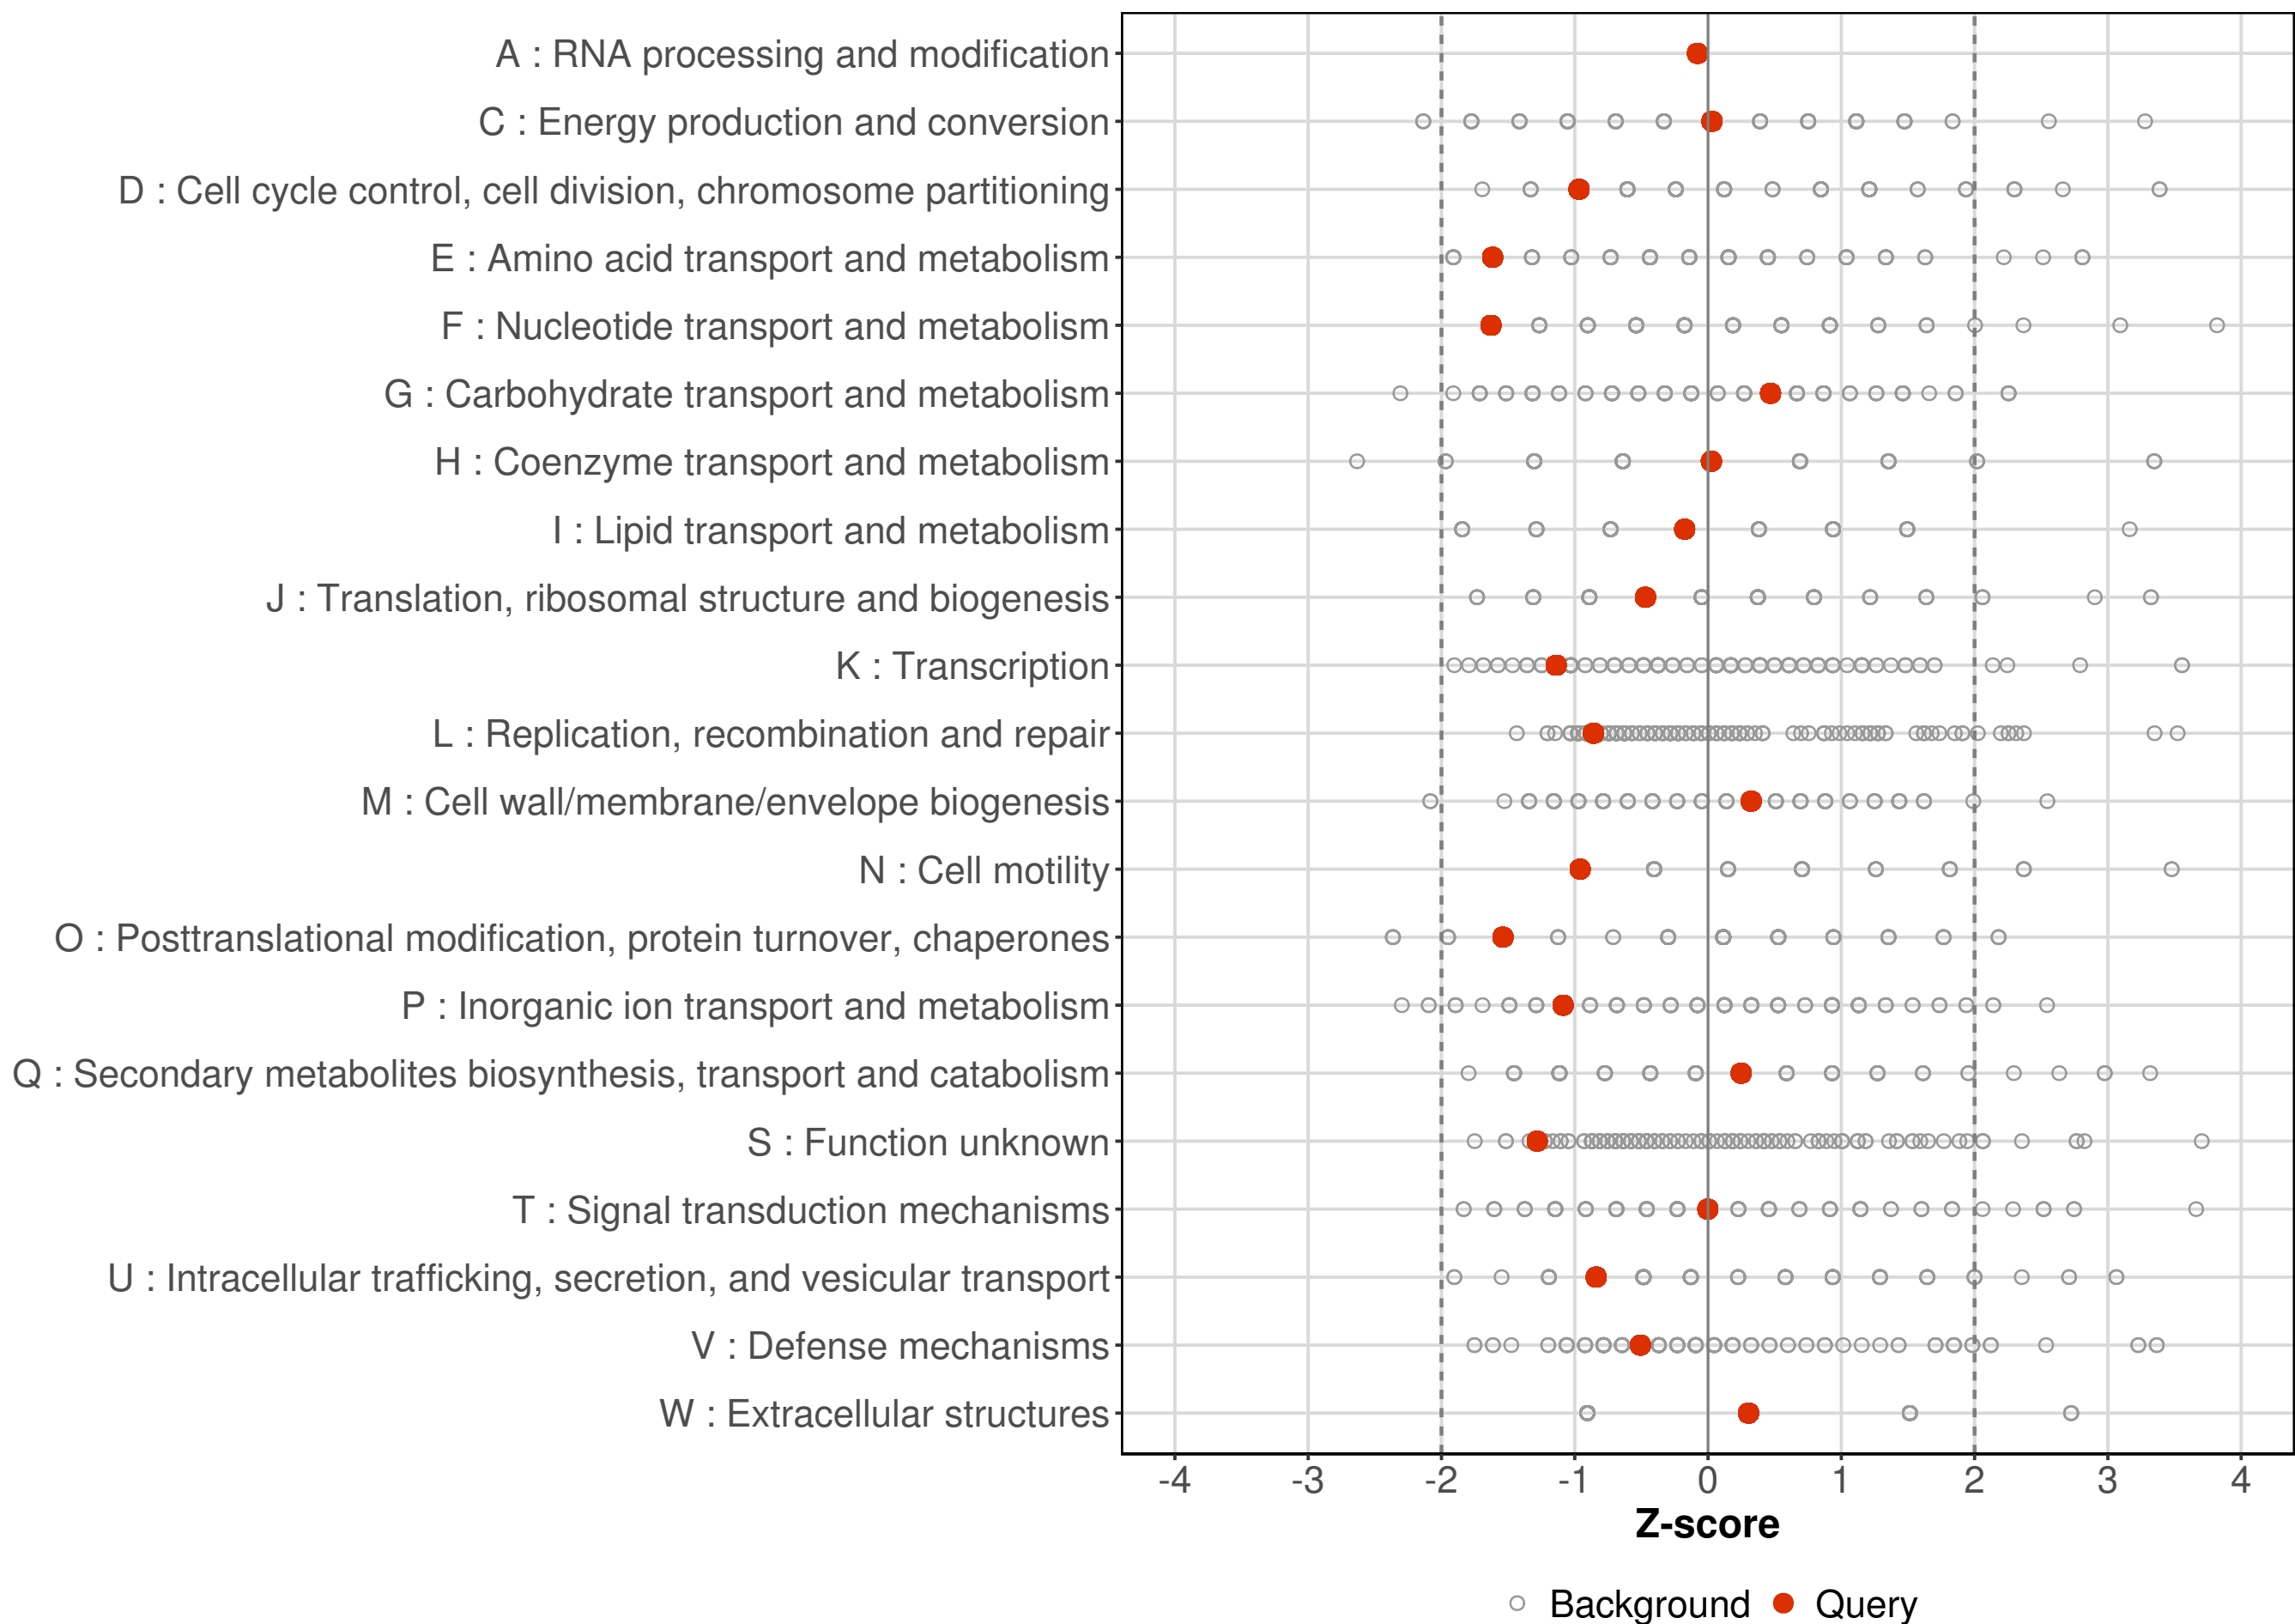 A : RNA processing and modification
C : Energy production and conversion
D : Cell cycle control, cell division, chromosome partitioning
E : Amino acid transport and metabolism
F : Nucleotide transport and metabolism
G : Carbohydrate transport and metabolism
H : Coenzyme transport and metabolism
I : Lipid transport and metabolism
J : Translation, ribosomal structure and biogenesis
K : Transcription
L : Replication, recombination and repair
M : Cell wall/membrane/envelope biogenesis
N : Cell motility
O : Posttranslational modification, protein turnover, chaperones
P : Inorganic ion transport and metabolism
Q : Secondary metabolites biosynthesis, transport and catabolism
S : Function unknown
T : Signal transduction mechanisms
U : Intracellular trafficking, secretion, and vesicular transport
V : Defense mechanisms
W : Extracellular structures
-4 -3 -2 -1 0 1 2 3 4
Z-score
Background Query